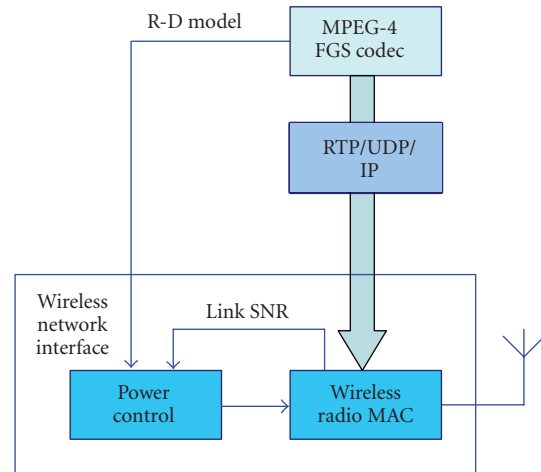 R-D model
MPEG-4
FGS codec
RTP/UDP/
IP
Wireless
network
interface
Link SNR
Power
control
Wireless
radio MAC